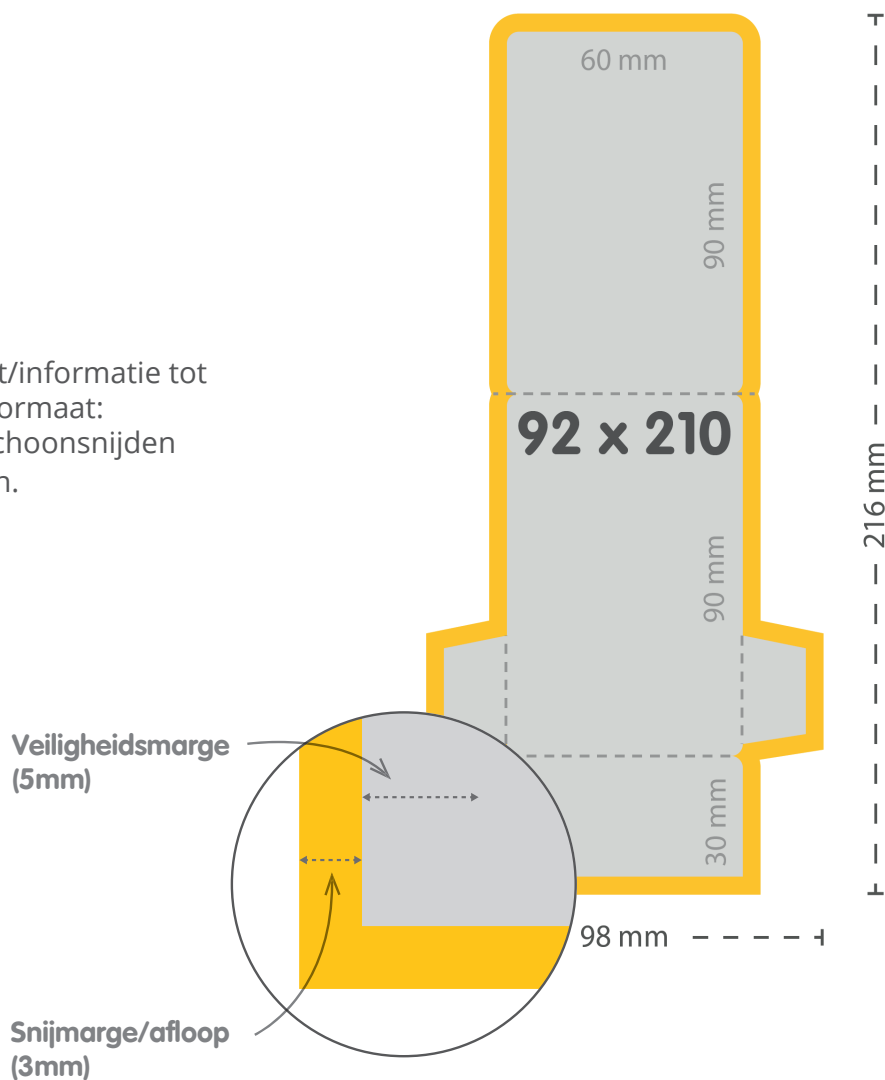 60 mm
90 mm
t/informatie tot
ormaat:
choonsnijden
n.
92 x 210
216 mm
90 mm
Veiligheidsmarge
(5mm)
30 mm
98 mm
Snijmarge/afloop
(3mm)